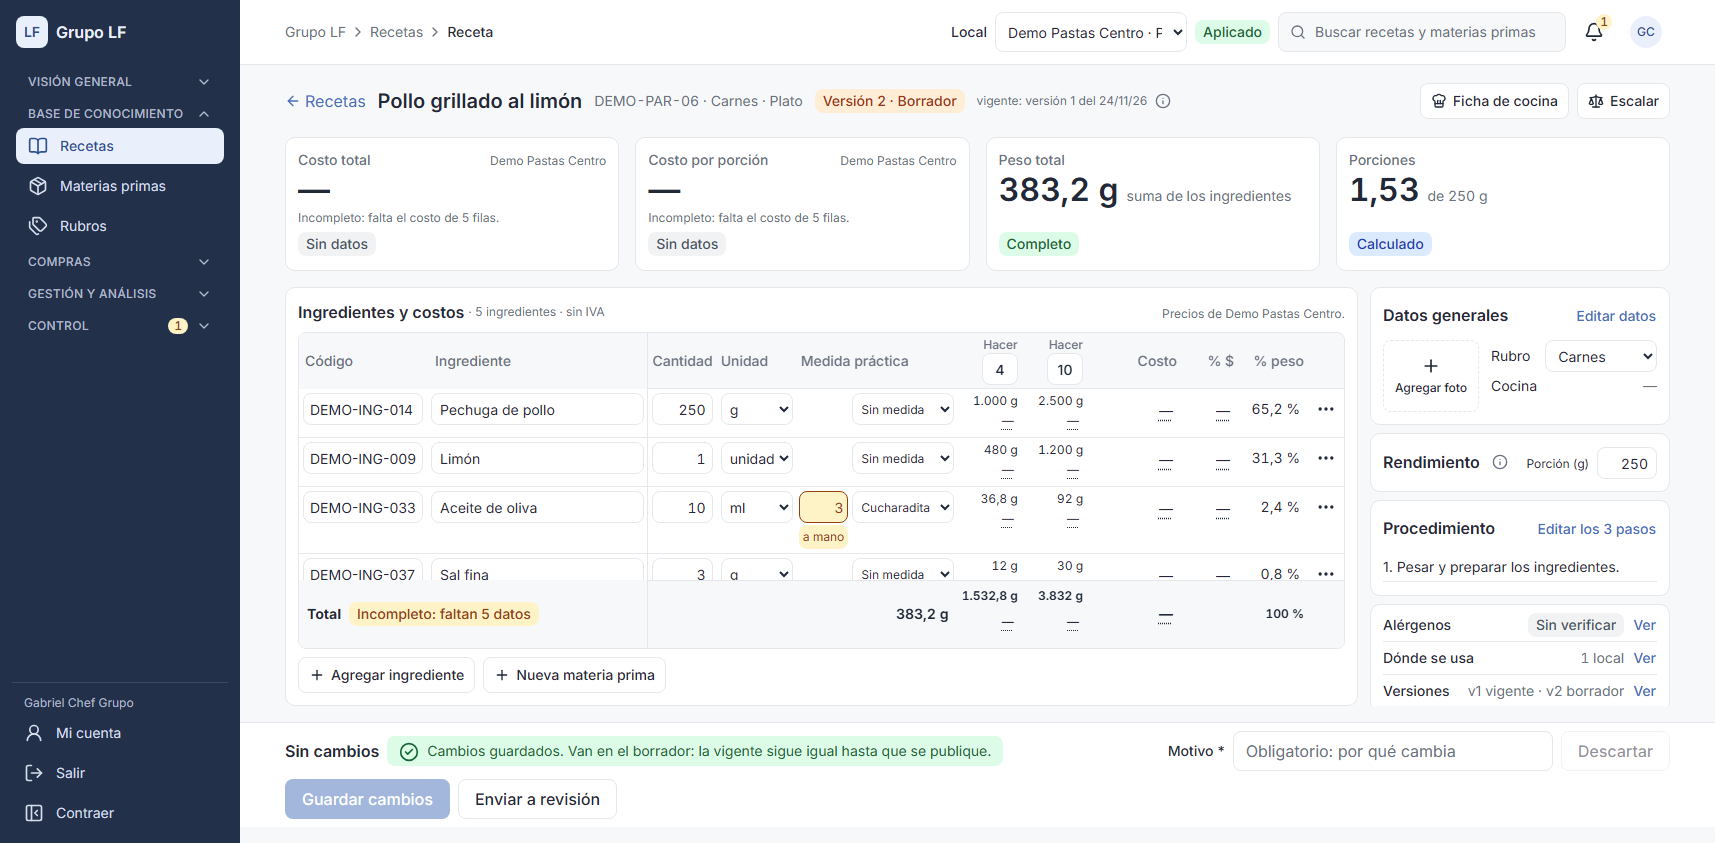 LF Grupo LF
VISIÓN GENERAL
BASE DE CONOCIMIENTO
Recetas
Materias primas
Rubros
COMPRAS
GESTIÓN Y ANÁLISIS
CONTROL 1
Gabriel Chef Grupo
Mi cuenta
Salir
Contraer
Grupo LF > Recetas > Receta
Local Demo Pastas Centro · P Aplicado Buscar recetas y materias primas 1 GC
← Recetas Pollo grillado al limón DEMO-PAR-06 · Carnes · Plato Versión 2 · Borrador vigente: versión 1 del 24/11/26
Ficha de cocina Escalar
Costo total Demo Pastas Centro
—
Incompleto: falta el costo de 5 filas.
Sin datos
Costo por porción Demo Pastas Centro
—
Incompleto: falta el costo de 5 filas.
Sin datos
Peso total
383,2 g suma de los ingredientes
Completo
Porciones
1,53 de 250 g
Calculado
Ingredientes y costos · 5 ingredientes · sin IVA Precios de Demo Pastas Centro.
Hacer Hacer
Código Ingrediente Cantidad Unidad Medida práctica 4 10 Costo % $ % peso
DEMO-ING-014 Pechuga de pollo 250 g Sin medida 1.000 g 2.500 g — — 65,2 % •••
— —
DEMO-ING-009 Limón 1 unidad Sin medida 480 g 1.200 g — — 31,3 % •••
— —
DEMO-ING-033 Aceite de oliva 10 ml 3 Cucharadita 36,8 g 92 g — — 2,4 % •••
— —
a mano
DEMO-ING-037 Sal fina 3 g Sin medida 12 g 30 g — — 0,8 % •••
Total Incompleto: faltan 5 datos 383,2 g 1.532,8 g 3.832 g — 100 %
— —
+ Agregar ingrediente + Nueva materia prima
Datos generales Editar datos
+ Agregar foto
Rubro Carnes
Cocina —
Rendimiento Porción (g) 250
Procedimiento Editar los 3 pasos
1. Pesar y preparar los ingredientes.
Alérgenos Sin verificar Ver
Dónde se usa 1 local Ver
Versiones v1 vigente · v2 borrador Ver
Sin cambios Cambios guardados. Van en el borrador: la vigente sigue igual hasta que se publique.
Motivo * Obligatorio: por qué cambia Descartar
Guardar cambios Enviar a revisión